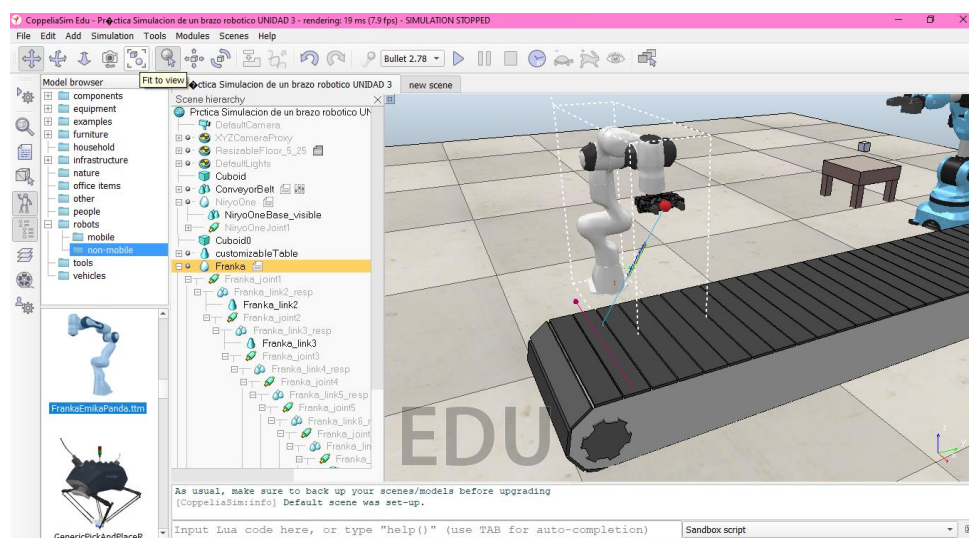 CoppeliaSim Edu - Pr�ctica Simulacion de un brazo robotico UNIDAD 3 - rendering: 19 ms (7.9 fps) - SIMULATION STOPPED
File Edit Add Simulation Tools Modules Scenes Help
Bullet 2.78
Fit to view
�ctica Simulacion de un brazo robotico UNIDAD 3
new scene
Model browser
components
equipment
examples
furniture
household
infrastructure
nature
office items
other
people
robots
mobile
non-mobile
tools
vehicles
FrankaEmikaPanda.ttm
GenericPickAndPlaceR
Scene hierarchy
Prctica Simulacion de un brazo robotico UN
DefaultCamera
XYZCameraProxy
ResizableFloor_5_25
DefaultLights
Cuboid
ConveyorBelt
NiryoOne
NiryoOneBase_visible
NiryoOneJoint1
Cuboid0
customizableTable
Franka
Franka_joint1
Franka_link2_resp
Franka_link2
Franka_joint2
Franka_link3_resp
Franka_link3
Franka_joint3
Franka_link4_resp
Franka_joint4
Franka_link5_resp
Franka_joint5
Franka_link6_r
Franka_joint
Franka_lin
Franka_
EDU
As usual, make sure to back up your scenes/models before upgrading
[CoppeliaSim:info] Default scene was set-up.
Input Lua code here, or type "help()" (use TAB for auto-completion)
Sandbox script